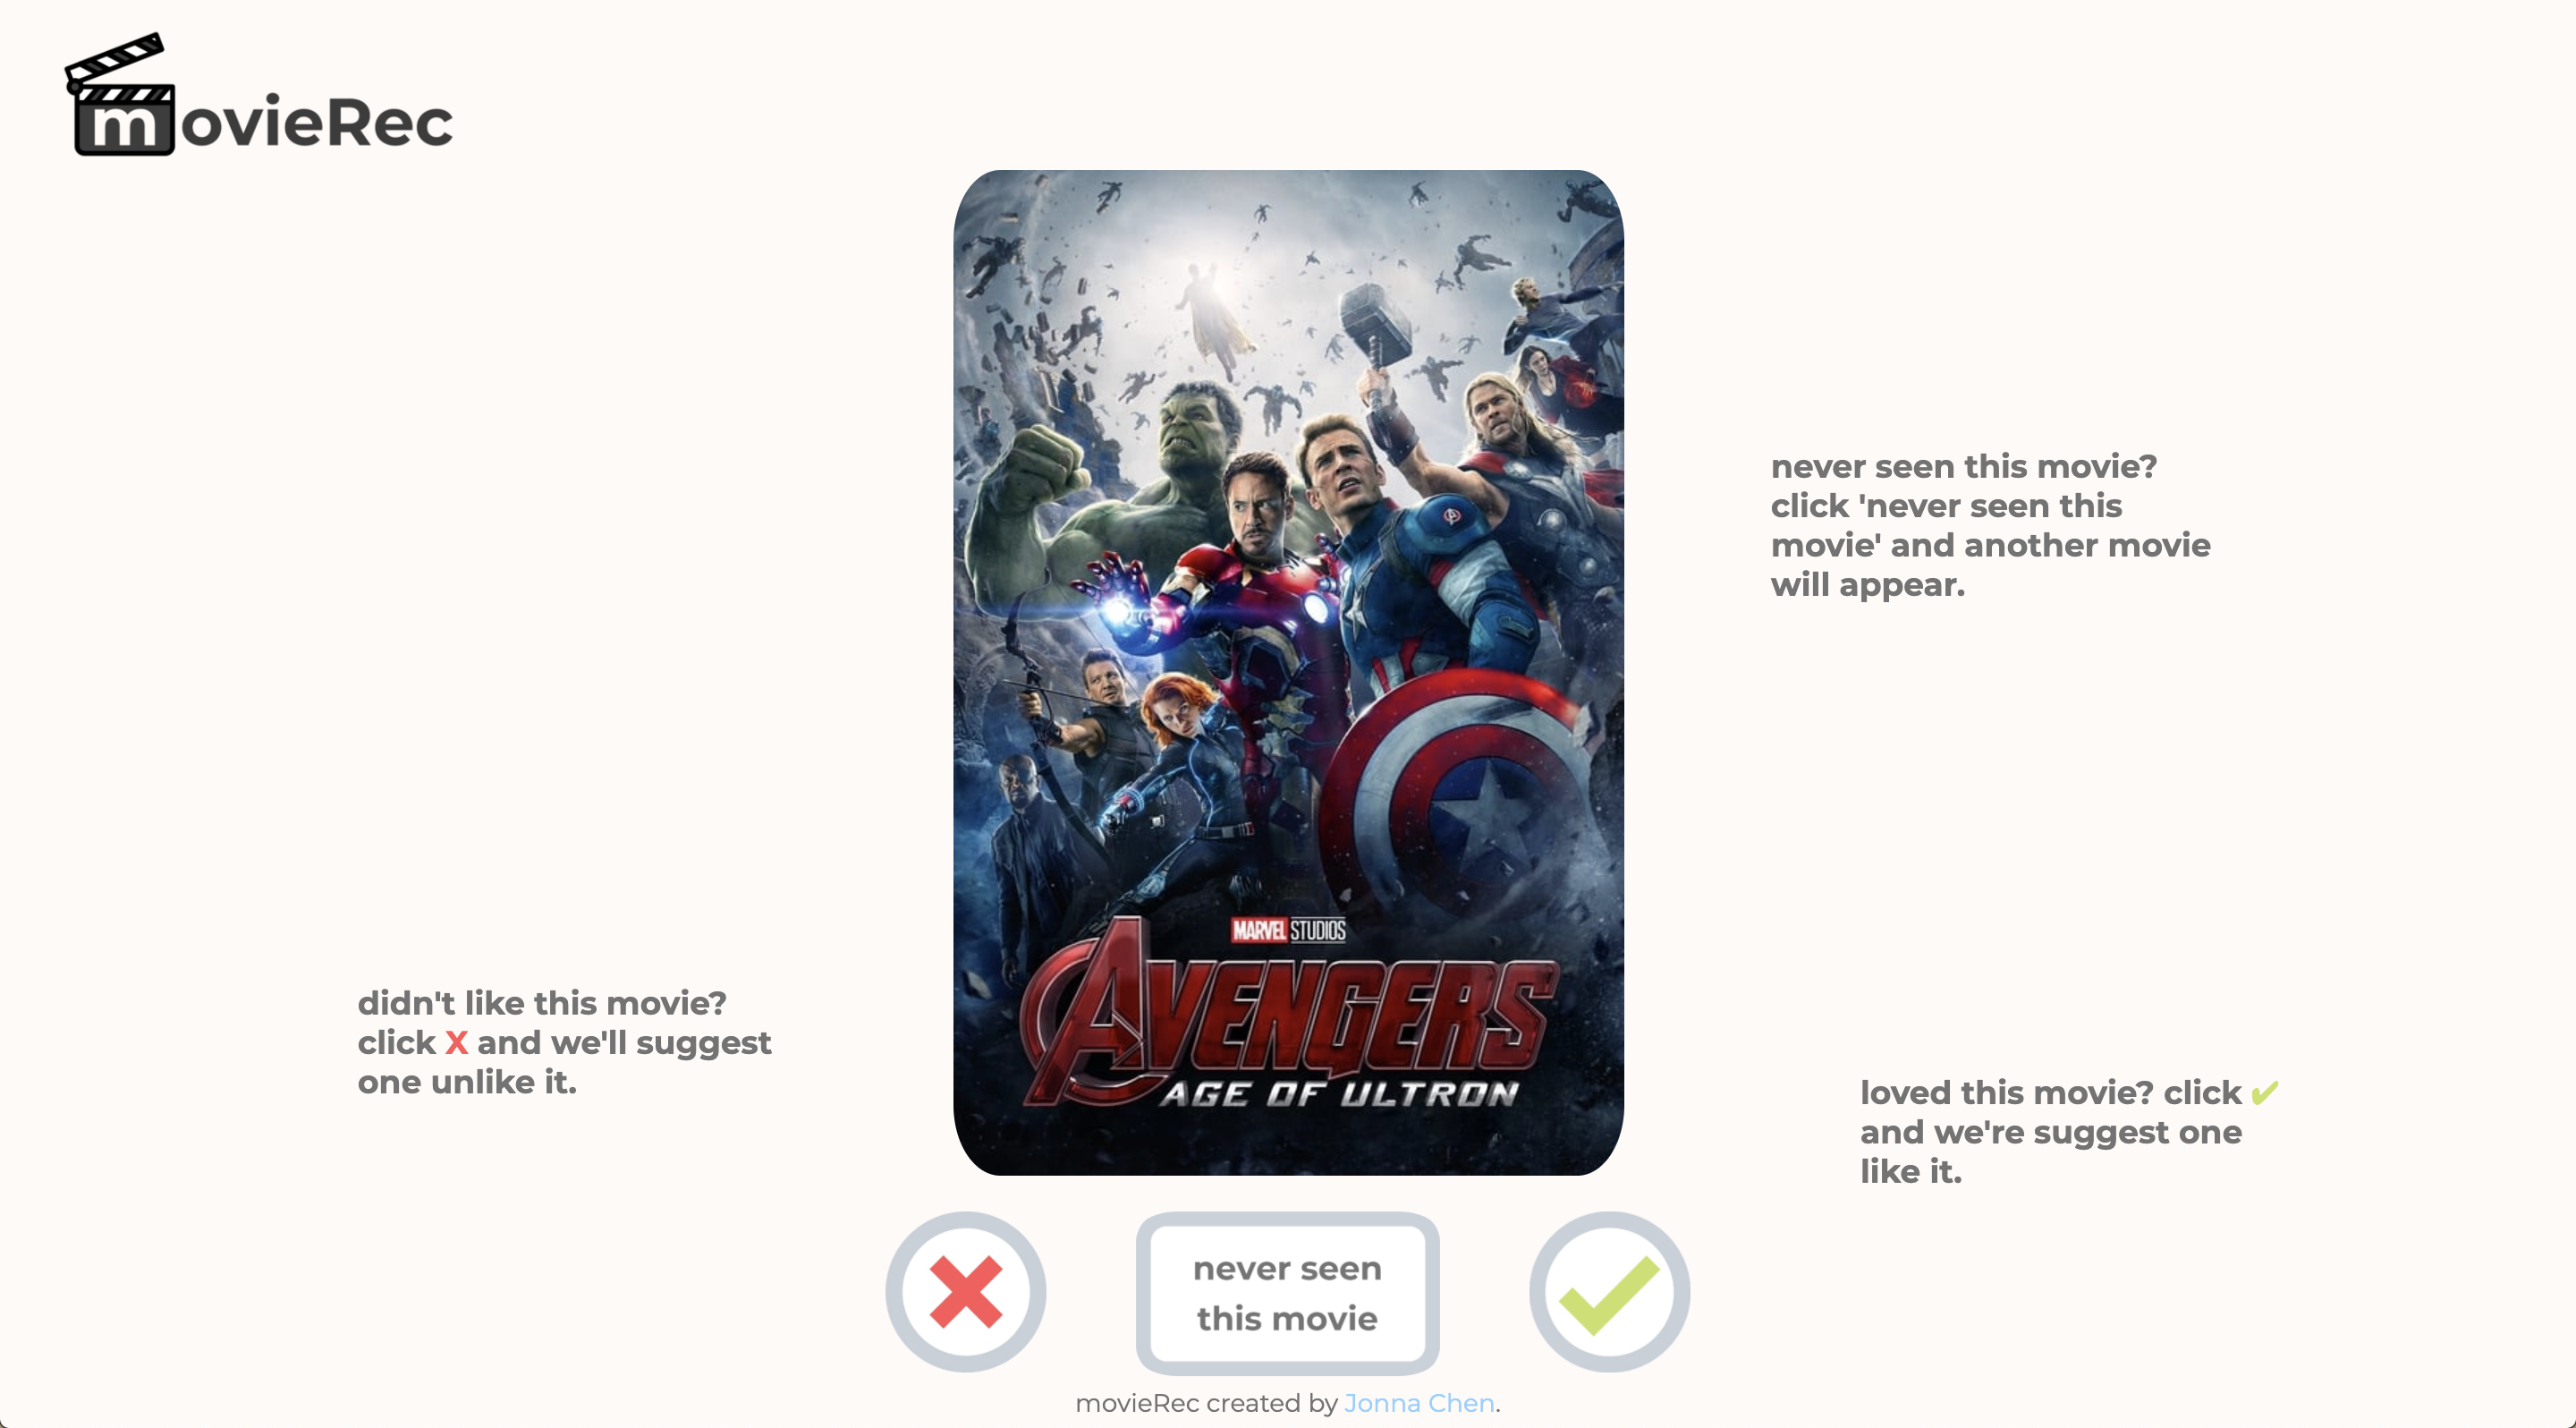 movieRec
never seen this movie?
click 'never seen this
movie' and another movie
will appear.
MARVEL STUDIOS
AVENGERS
AGE OF ULTRON
didn't like this movie?
click X and we'll suggest
one unlike it.
loved this movie? click ✔
and we're suggest one
like it.
never seen
this movie
movieRec created by Jonna Chen.